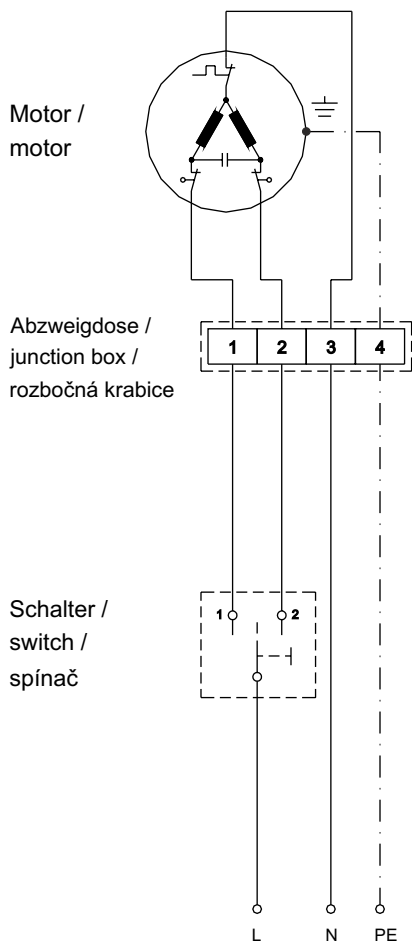 Motor /
motor
Abzweigdose /
junction box /
rozbočná krabice
1 2 3 4
Schalter /
switch /
spínač
1 2
L N PE